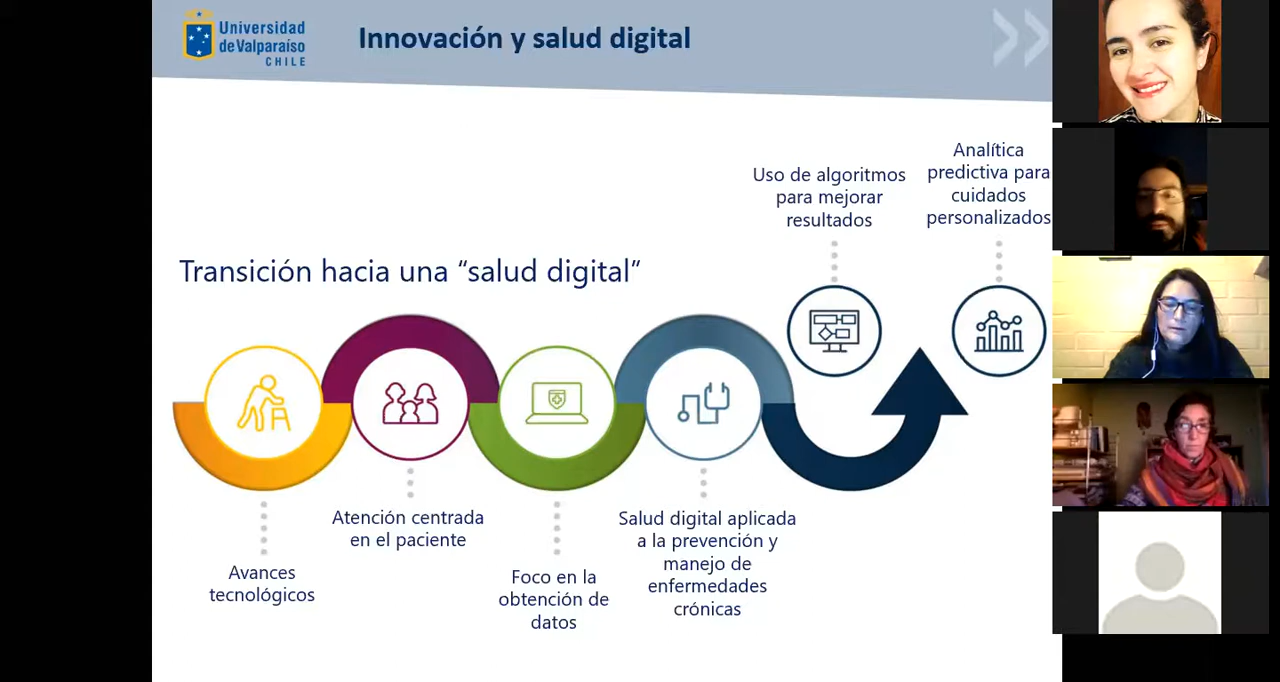 Universidad
de Valparaíso
CHILE
Innovación y salud digital
Transición hacia una “salud digital”
Avances
tecnológicos
Atención centrada
en el paciente
Foco en la
obtención de
datos
Salud digital aplicada
a la prevención y
manejo de
enfermedades
crónicas
Uso de algoritmos
para mejorar
resultados
Analítica
predictiva para
cuidados
personalizados